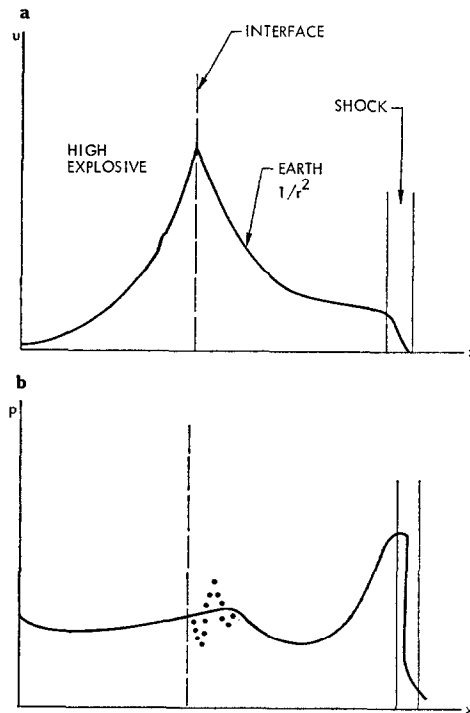 a
u
INTERFACE
SHOCK
HIGH
EXPLOSIVE
EARTH
1/r²
b
P
x